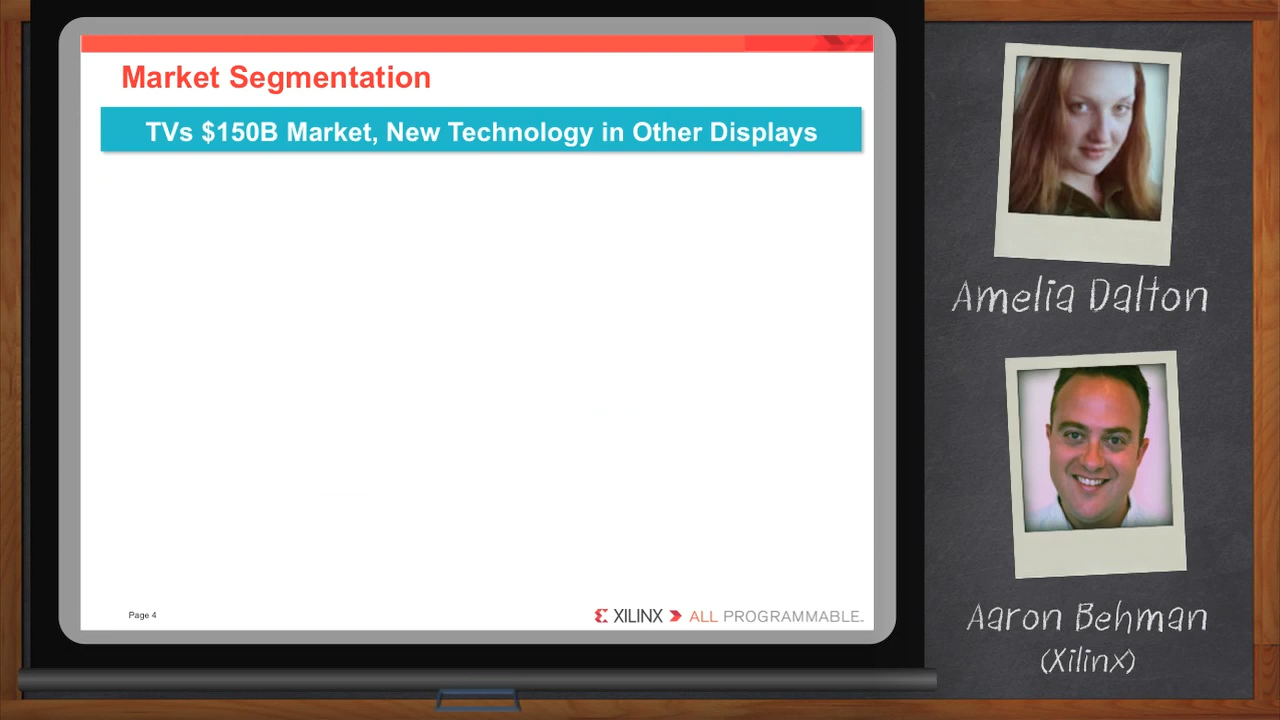 Market Segmentation
TVs $150B Market, New Technology in Other Displays
Page 4
XILINX ALL PROGRAMMABLE™
Amelia Dalton
Aaron Behman
(Xilinx)